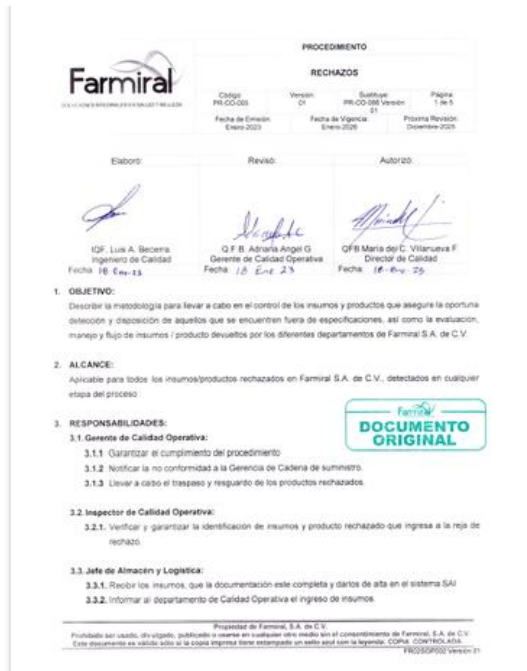 Farmiral
PROCEDIMIENTO
RECHAZOS
Código: PR-CO-005
Versión: 01
Sustituye: PR-CO-088 Versión 01
Página: 1 de 5
Fecha de Emisión: Enero-2023
Fecha de Vigencia: Enero-2026
Próxima Revisión: Diciembre-2025
Elaboró:
Revisó:
Autorizó:
IQF. Luis A. Becerra.
Ingeniero de Calidad
Fecha 18 Ene-23
Q.F.B. Adriana Angel G
Gerente de Calidad Operativa
Fecha: 18 Ene 23
QFB María del C. Villanueva F
Director de Calidad
Fecha:
1. OBJETIVO:
Describir la metodología para llevar a cabo en el control de los insumos y productos que asegure la oportuna
detección y disposición de aquellos que se encuentren fuera de especificaciones, así como la evaluación,
manejo y flujo de insumos / producto devueltos por los diferentes departamentos de Farmiral S.A. de C.V.
2. ALCANCE:
Aplicable para todos los insumos/productos rechazados en Farmiral S.A. de C.V., detectados en cualquier
etapa del proceso
Farmiral
DOCUMENTO
ORIGINAL
3. RESPONSABILIDADES:
3.1. Gerente de Calidad Operativa:
3.1.1 Garantizar el cumplimiento del procedimiento
3.1.2 Notificar la no conformidad a la Gerencia de Cadena de suministro.
3.1.3 Llevar a cabo el traspaso y resguardo de los productos rechazados.
3.2. Inspector de Calidad Operativa:
3.2.1. Verificar y garantizar la identificación de insumos y producto rechazado que ingresa a la reja de
rechazo.
3.3. Jefe de Almacén y Logística:
3.3.1. Recibir los insumos, que la documentación este completa y darlos de alta en el sistema SAI
3.3.2. Informar al departamento de Calidad Operativa el ingreso de insumos.
Propiedad de Farmiral, S.A. de C.V.
Prohibido ser usado, divulgado, publicado o usarse en cualquier otro medio sin el consentimiento de Farmiral, S.A. de C.V.
Este documento es válido sólo si la copia impresa tiene estampado un sello azul con la leyenda: COPIA CONTROLADA.
FR02SOP002 Versión 01